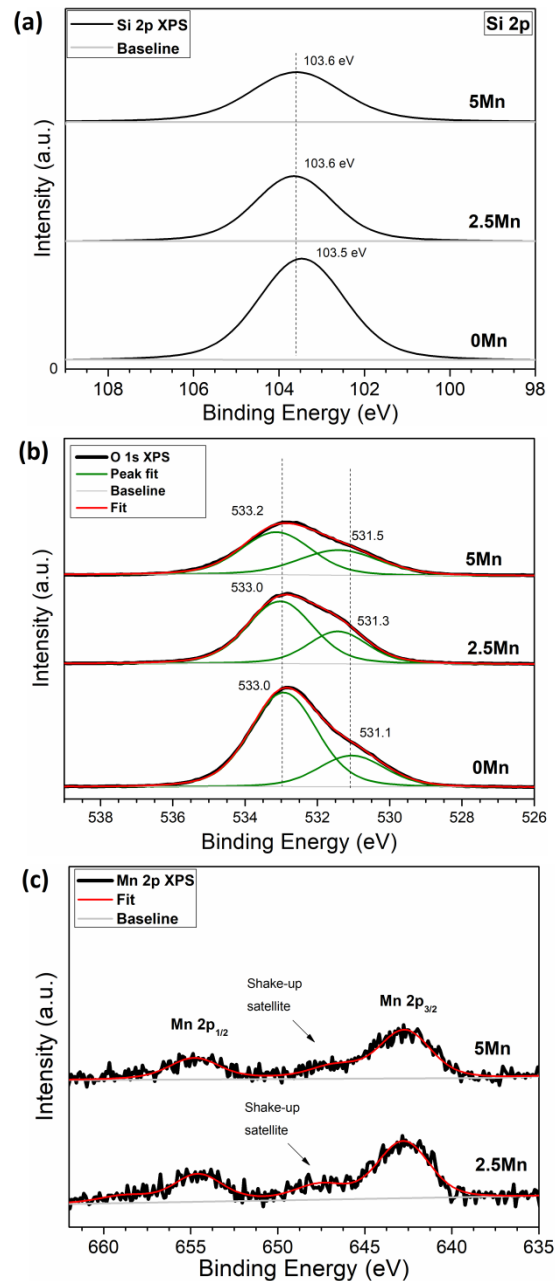 (a)
Si 2p XPS
Baseline
Si 2p
103.6 eV
5Mn
103.6 eV
2.5Mn
103.5 eV
0Mn
0
Intensity (a.u.)
108 106 104 102 100 98
Binding Energy (eV)
(b)
O 1s XPS
Peak fit
Baseline
Fit
533.2
531.5
5Mn
533.0
531.3
2.5Mn
533.0
531.1
0Mn
Intensity (a.u.)
538 536 534 532 530 528 526
Binding Energy (eV)
(c)
Mn 2p XPS
Fit
Baseline
Shake-up
satellite
Mn 2p1/2
Mn 2p3/2
5Mn
Shake-up
satellite
2.5Mn
Intensity (a.u.)
660 655 650 645 640 635
Binding Energy (eV)